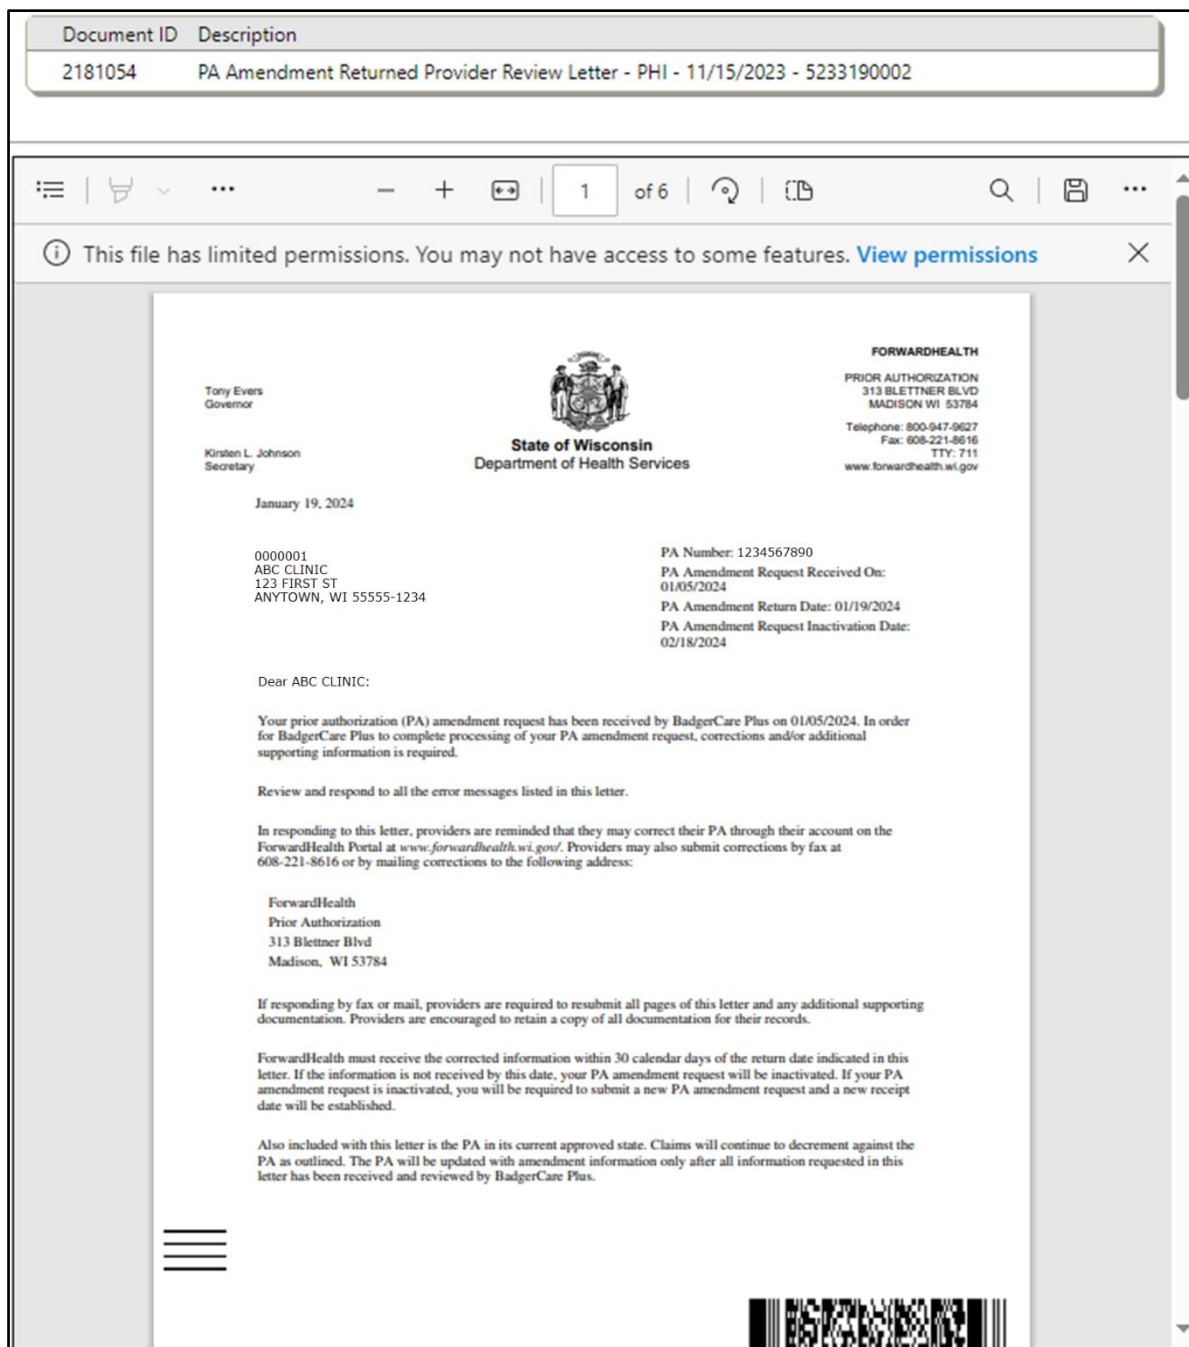 Document ID Description
2181054 PA Amendment Returned Provider Review Letter - PHI - 11/15/2023 - 5233190002
1 of 6
This file has limited permissions. You may not have access to some features. View permissions
Tony Evers
Governor
Kirsten L. Johnson
Secretary
State of Wisconsin
Department of Health Services
FORWARDHEALTH
PRIOR AUTHORIZATION
313 BLETTNER BLVD
MADISON WI 53784
Telephone: 800-947-9627
Fax: 608-221-8616
TTY: 711
www.forwardhealth.wi.gov
January 19, 2024
0000001
ABC CLINIC
123 FIRST ST
ANYTOWN, WI 55555-1234
PA Number: 1234567890
PA Amendment Request Received On:
01/05/2024
PA Amendment Return Date: 01/19/2024
PA Amendment Request Inactivation Date:
02/18/2024
Dear ABC CLINIC:
Your prior authorization (PA) amendment request has been received by BadgerCare Plus on 01/05/2024. In order
for BadgerCare Plus to complete processing of your PA amendment request, corrections and/or additional
supporting information is required.
Review and respond to all the error messages listed in this letter.
In responding to this letter, providers are reminded that they may correct their PA through their account on the
ForwardHealth Portal at www.forwardhealth.wi.gov/. Providers may also submit corrections by fax at
608-221-8616 or by mailing corrections to the following address:
ForwardHealth
Prior Authorization
313 Blettner Blvd
Madison, WI 53784
If responding by fax or mail, providers are required to resubmit all pages of this letter and any additional supporting
documentation. Providers are encouraged to retain a copy of all documentation for their records.
ForwardHealth must receive the corrected information within 30 calendar days of the return date indicated in this
letter. If the information is not received by this date, your PA amendment request will be inactivated. If your PA
amendment request is inactivated, you will be required to submit a new PA amendment request and a new receipt
date will be established.
Also included with this letter is the PA in its current approved state. Claims will continue to decrement against the
PA as outlined. The PA will be updated with amendment information only after all information requested in this
letter has been received and reviewed by BadgerCare Plus.